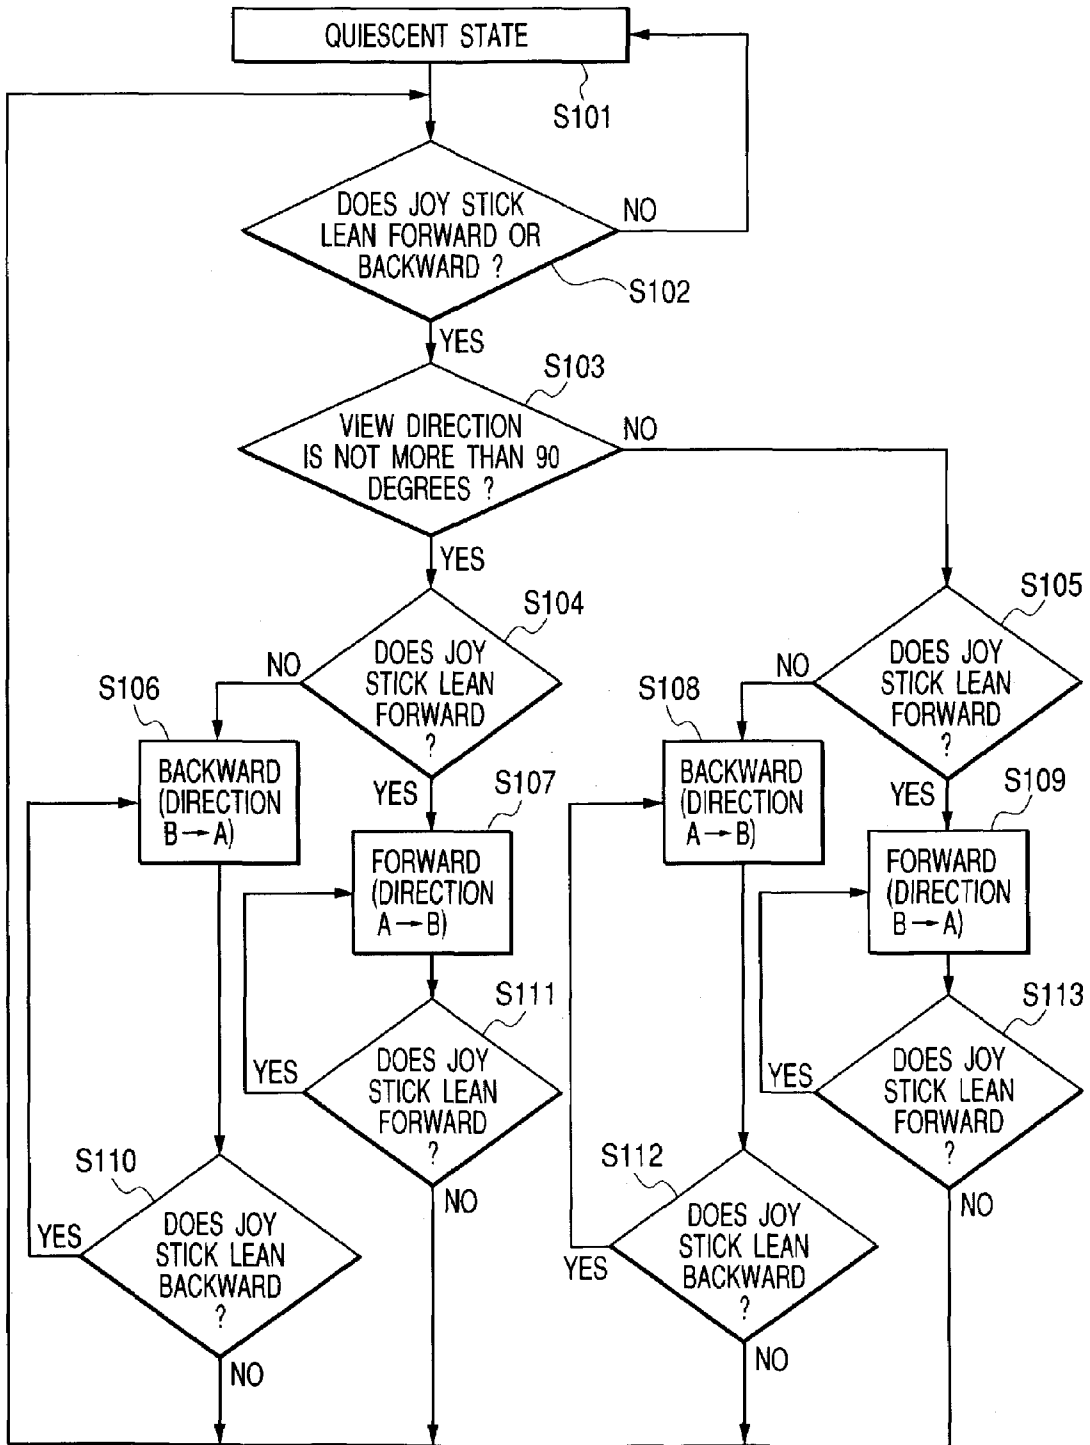 QUIESCENT STATE
S101
DOES JOY STICK
LEAN FORWARD OR
BACKWARD ?
NO
S102
YES
S103
VIEW DIRECTION
IS NOT MORE THAN 90
DEGREES ?
NO
YES
S104
DOES JOY
STICK LEAN
FORWARD
?
NO
YES
S105
DOES JOY
STICK LEAN
FORWARD
?
NO
YES
S106
BACKWARD
(DIRECTION
B→A)
S107
FORWARD
(DIRECTION
A→B)
S108
BACKWARD
(DIRECTION
A→B)
S109
FORWARD
(DIRECTION
B→A)
S111
DOES JOY
STICK LEAN
FORWARD
?
YES
NO
S113
DOES JOY
STICK LEAN
FORWARD
?
YES
NO
S110
DOES JOY
STICK LEAN
BACKWARD
?
YES
NO
S112
DOES JOY
STICK LEAN
BACKWARD
?
YES
NO